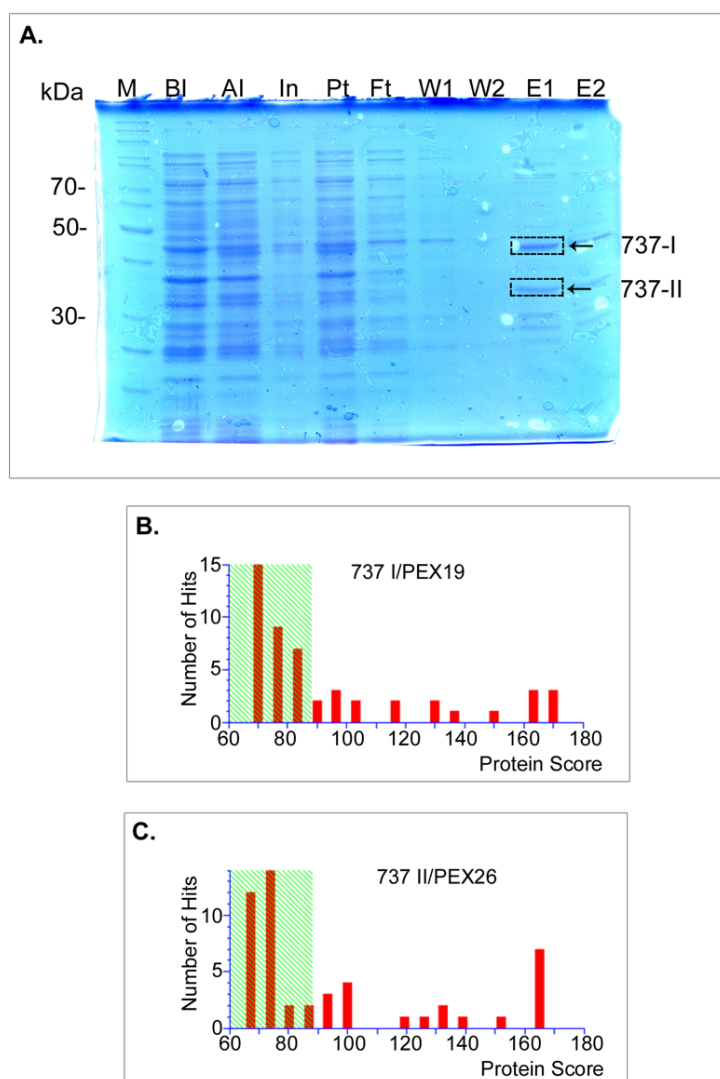 A.
kDa M BI AI In Pt Ft W1 W2 E1 E2
70-
50-
737-I
737-II
30-
B.
737 I/PEX19
Number of Hits
15
10
5
0
60 80 100 120 140 160 180
Protein Score
C.
737 II/PEX26
Number of Hits
10
5
0
60 80 100 120 140 160 180
Protein Score